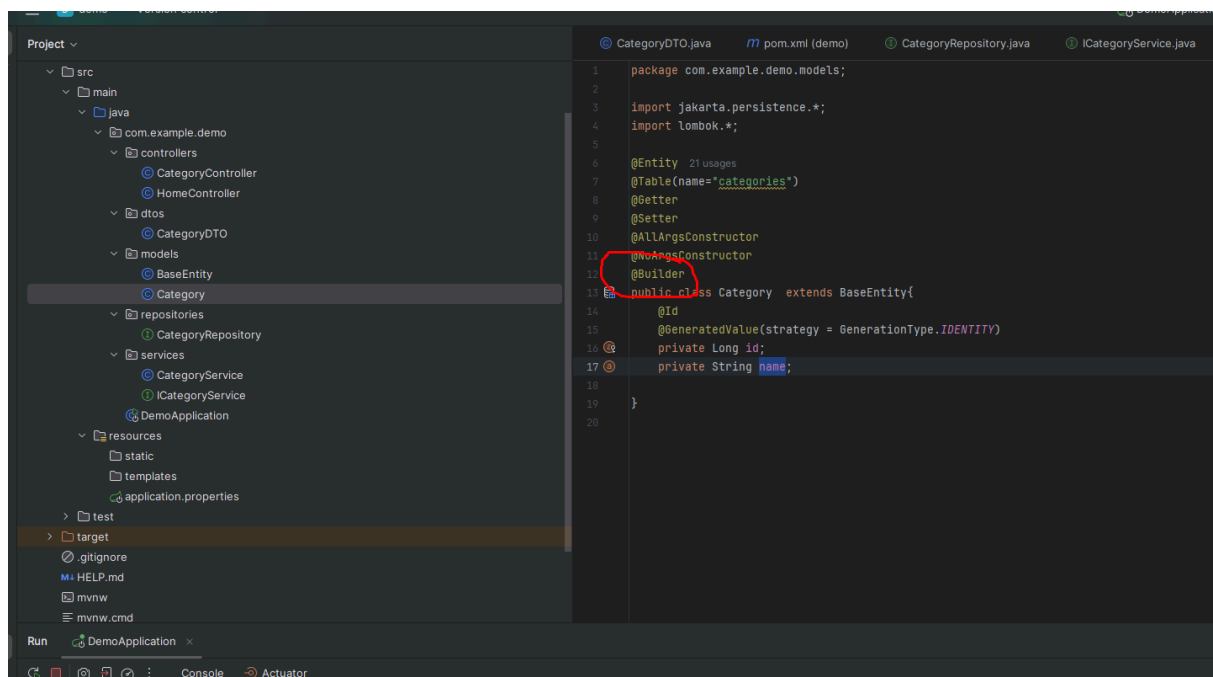 Project
CategoryDTO.java
pom.xml (demo)
CategoryRepository.java
ICategoryService.java
src
main
java
com.example.demo
controllers
CategoryController
HomeController
dtos
CategoryDTO
models
BaseEntity
Category
repositories
CategoryRepository
services
CategoryService
ICategoryService
DemoApplication
resources
static
templates
application.properties
test
target
.gitignore
M↓ HELP.md
mvnw
mvnw.cmd
1 package com.example.demo.models;
2
3 import jakarta.persistence.*;
4 import lombok.*;
5
6 @Entity 21 usages
7 @Table(name="categories")
8 @Getter
9 @Setter
10 @AllArgsConstructor
11 @NoArgsConstructor
12 @Builder
13 public class Category extends BaseEntity{
14 @Id
15 @GeneratedValue(strategy = GenerationType.IDENTITY)
16 private Long id;
17 private String name;
18
19 }
20
Run DemoApplication
Console Actuator